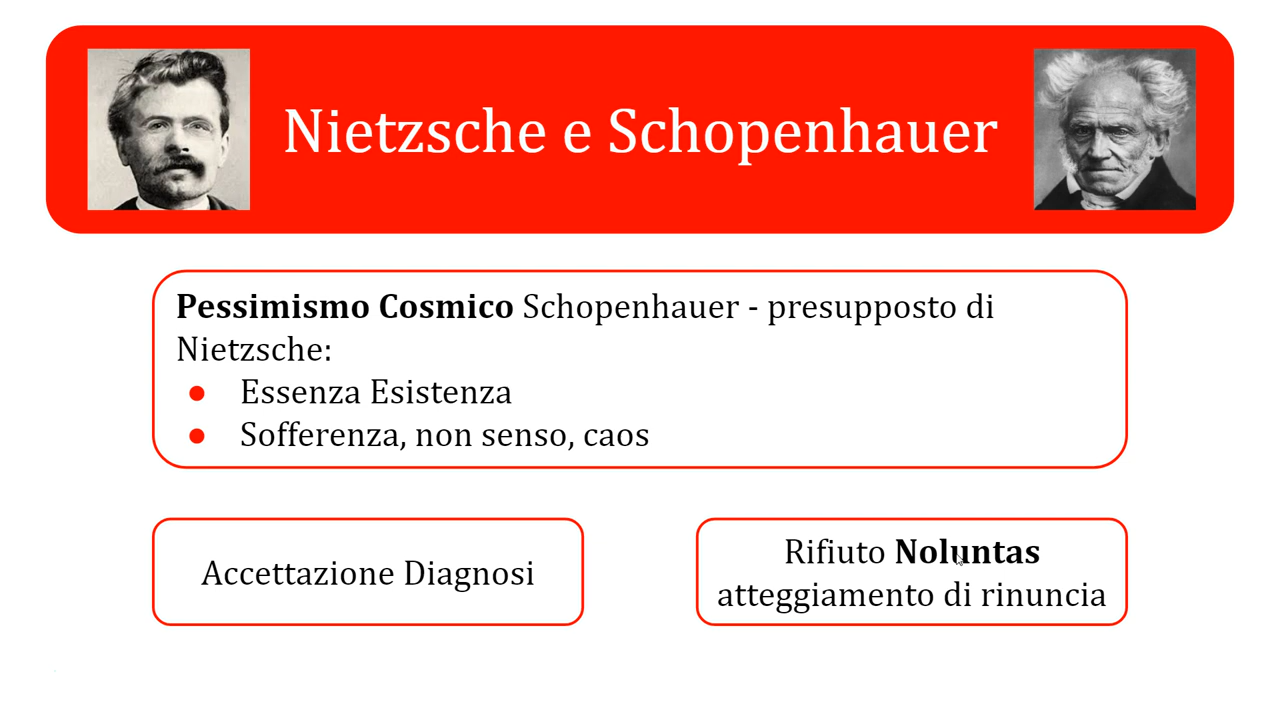 Nietzsche e Schopenhauer
Pessimismo Cosmico Schopenhauer - presupposto di
Nietzsche:
● Essenza Esistenza
● Sofferenza, non senso, caos
Accettazione Diagnosi
Rifiuto Noluntas
atteggiamento di rinuncia